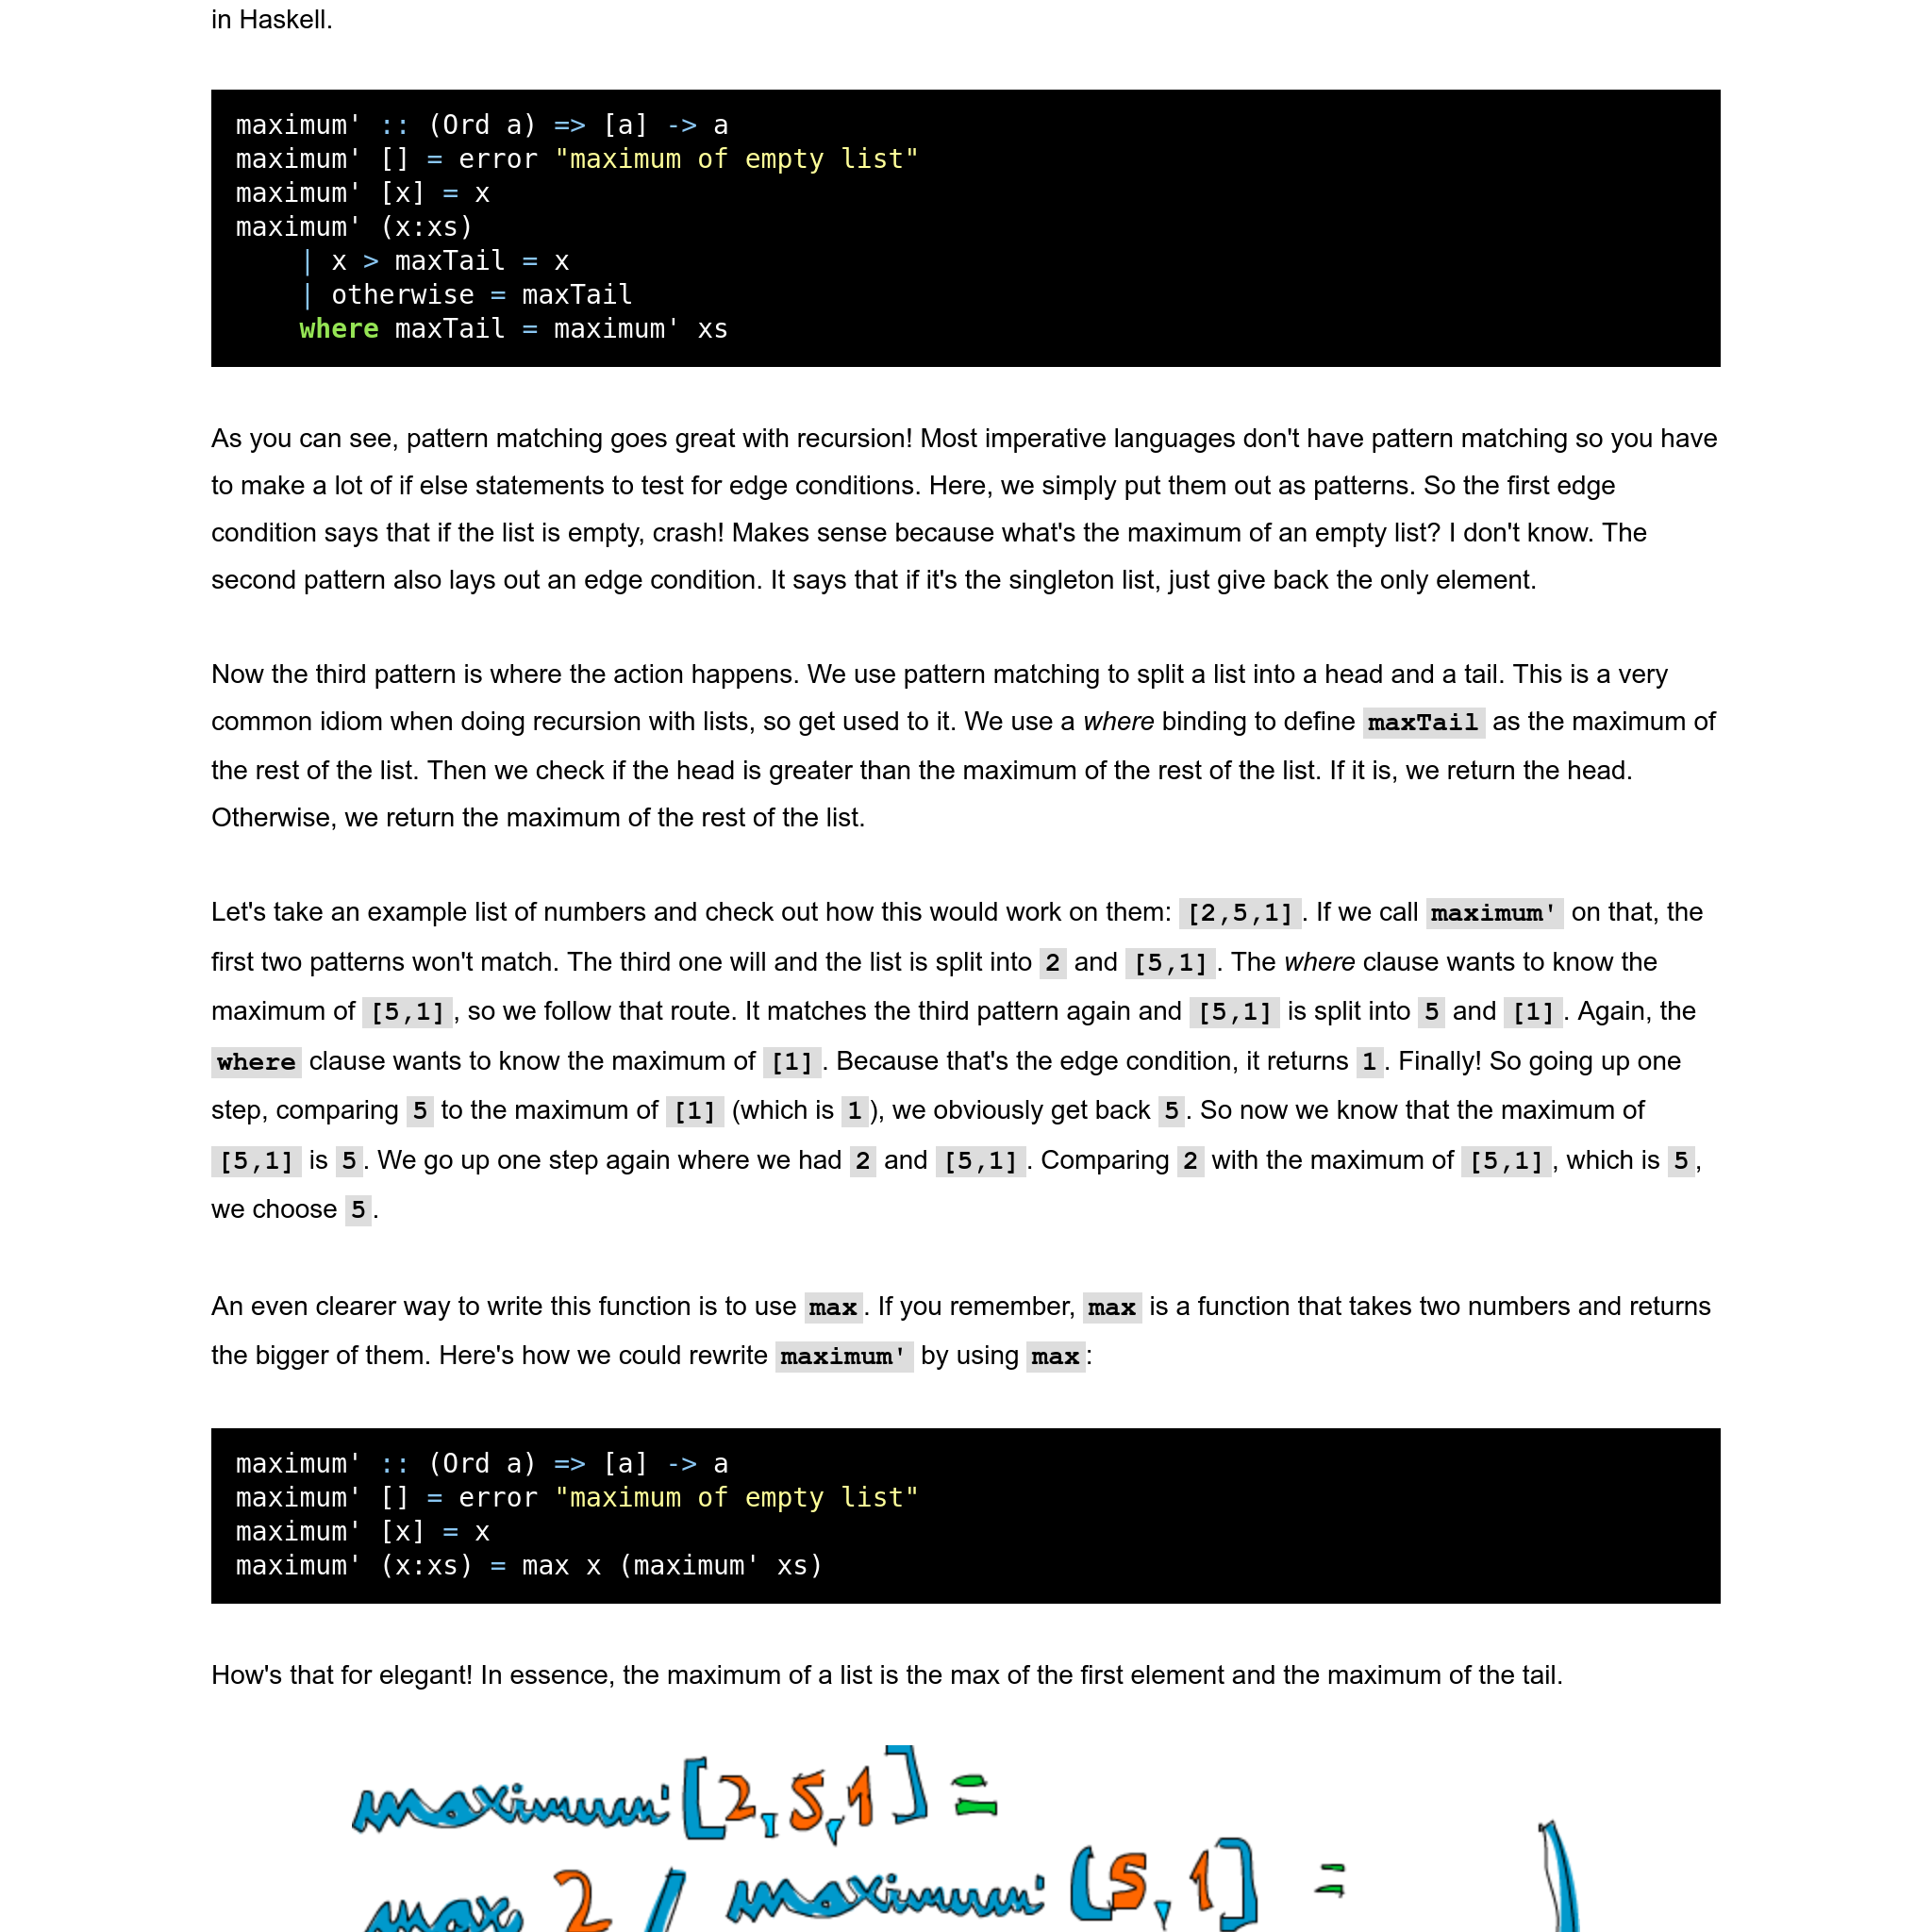 in Haskell.
maximum' :: (Ord a) => [a] -> a
maximum' [] = error "maximum of empty list"
maximum' [x] = x
maximum' (x:xs)
    | x > maxTail = x
    | otherwise = maxTail
    where maxTail = maximum' xs
As you can see, pattern matching goes great with recursion! Most imperative languages don't have pattern matching so you have
to make a lot of if else statements to test for edge conditions. Here, we simply put them out as patterns. So the first edge
condition says that if the list is empty, crash! Makes sense because what's the maximum of an empty list? I don't know. The
second pattern also lays out an edge condition. It says that if it's the singleton list, just give back the only element.
Now the third pattern is where the action happens. We use pattern matching to split a list into a head and a tail. This is a very
common idiom when doing recursion with lists, so get used to it. We use a where binding to define maxTail as the maximum of
the rest of the list. Then we check if the head is greater than the maximum of the rest of the list. If it is, we return the head.
Otherwise, we return the maximum of the rest of the list.
Let's take an example list of numbers and check out how this would work on them: [2,5,1]. If we call maximum' on that, the
first two patterns won't match. The third one will and the list is split into 2 and [5,1]. The where clause wants to know the
maximum of [5,1], so we follow that route. It matches the third pattern again and [5,1] is split into 5 and [1]. Again, the
where clause wants to know the maximum of [1]. Because that's the edge condition, it returns 1. Finally! So going up one
step, comparing 5 to the maximum of [1] (which is 1), we obviously get back 5. So now we know that the maximum of
[5,1] is 5. We go up one step again where we had 2 and [5,1]. Comparing 2 with the maximum of [5,1], which is 5,
we choose 5.
An even clearer way to write this function is to use max. If you remember, max is a function that takes two numbers and returns
the bigger of them. Here's how we could rewrite maximum' by using max:
maximum' :: (Ord a) => [a] -> a
maximum' [] = error "maximum of empty list"
maximum' [x] = x
maximum' (x:xs) = max x (maximum' xs)
How's that for elegant! In essence, the maximum of a list is the max of the first element and the maximum of the tail.
maximum' [2,5,1] =
max 2 ( maximum' [5,1] = )